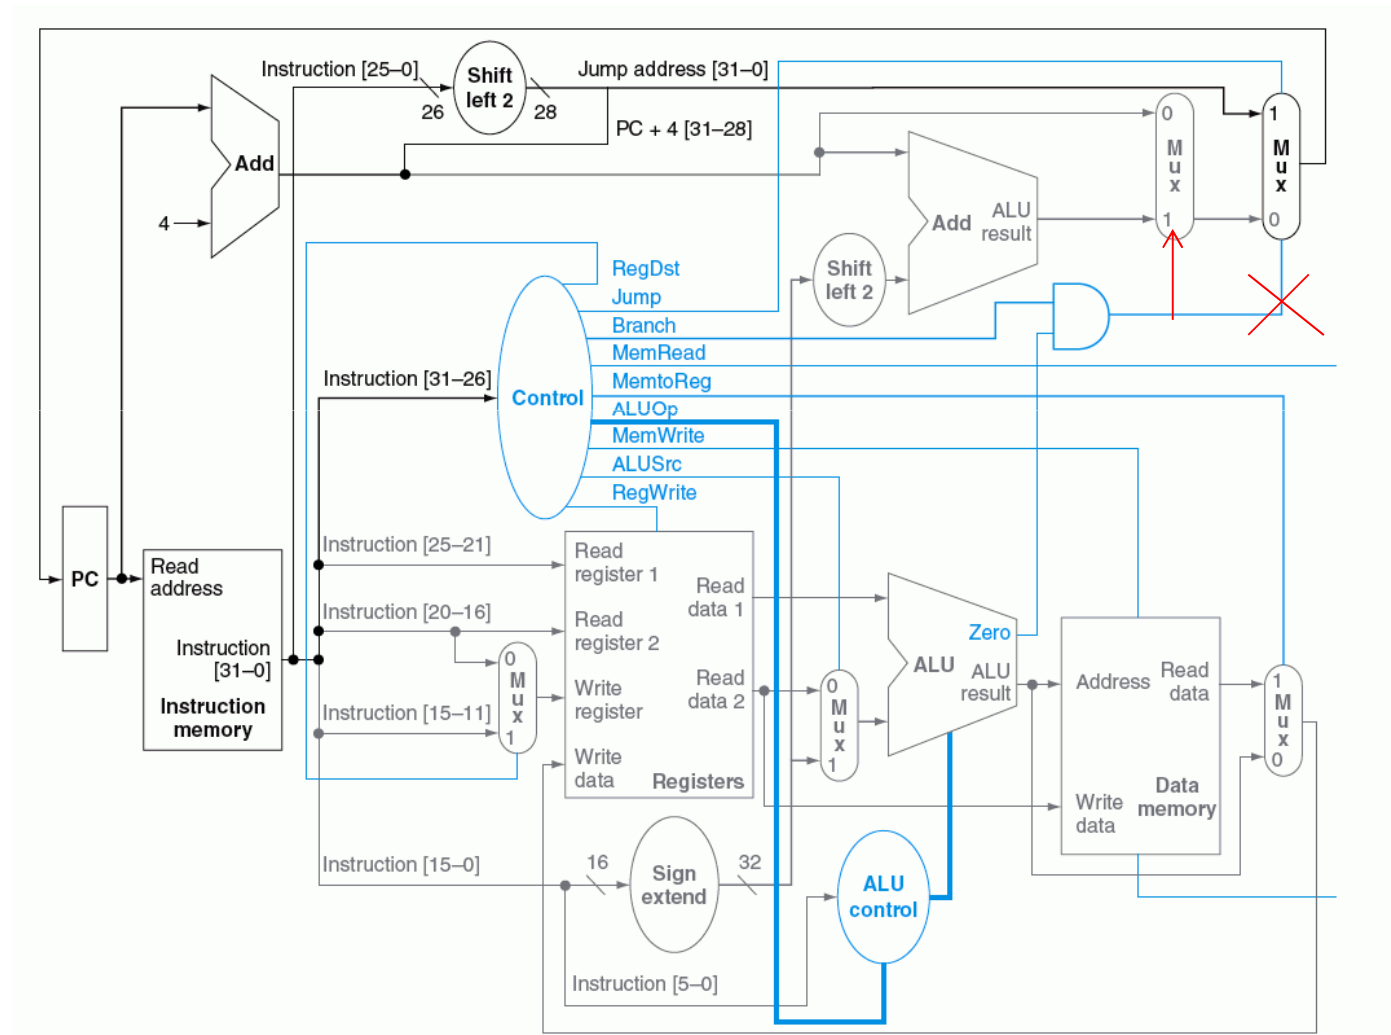 Instruction [25–0]
26
Shift
left 2
28
Jump address [31–0]
PC + 4 [31–28]
Add
4
0
M
u
x
1
1
M
u
x
0
Add
ALU
result
Shift
left 2
RegDst
Jump
Branch
MemRead
MemtoReg
ALUOp
MemWrite
ALUSrc
RegWrite
Control
Instruction [31–26]
PC
Read
address
Instruction
[31–0]
Instruction
memory
Instruction [25–21]
Instruction [20–16]
Instruction [15–11]
0
M
u
x
1
Read
register 1
Read
register 2
Write
register
Write
data
Read
data 1
Read
data 2
Registers
0
M
u
x
1
Zero
ALU
ALU
result
Address
Read
data
Write
data
Data
memory
1
M
u
x
0
Instruction [15–0]
16
Sign
extend
32
ALU
control
Instruction [5–0]